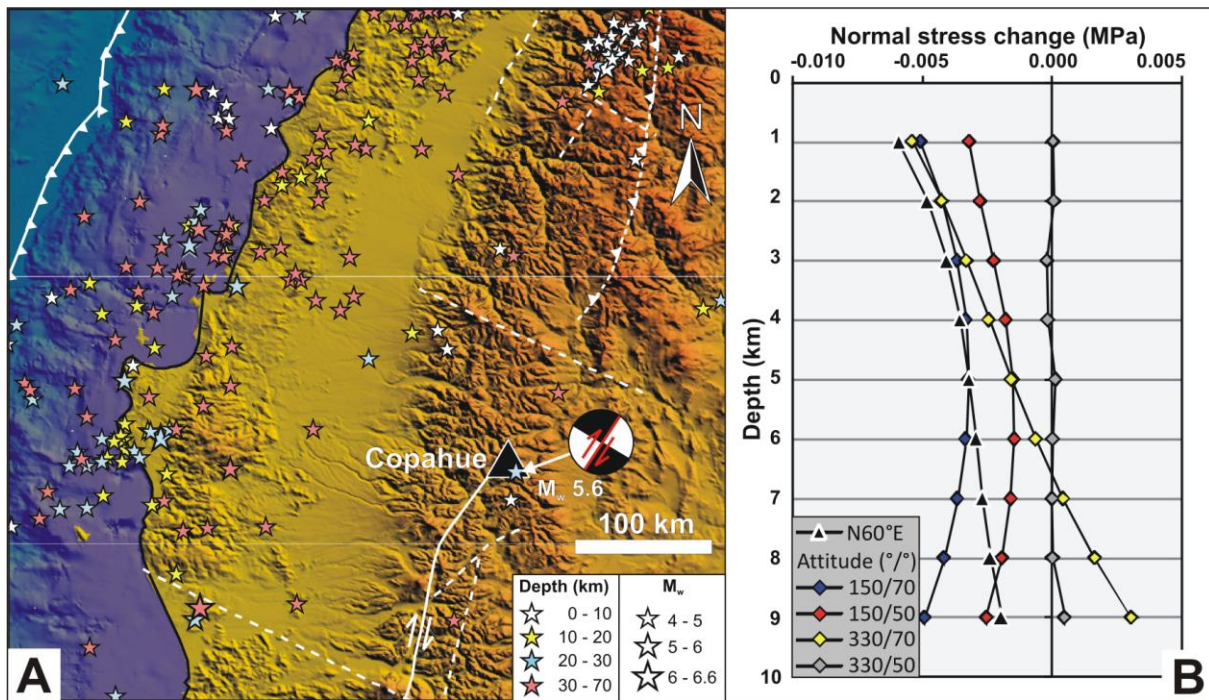 N
Copahue
Mw 5.6
100 km
Depth (km)
0 - 10
10 - 20
20 - 30
30 - 70
Mw
4 - 5
5 - 6
6 - 6.6
A
Normal stress change (MPa)
-0.010 -0.005 0.000 0.005
Depth (km)
0
1
2
3
4
5
6
7
8
9
10
N60°E
Attitude (°/°)
150/70
150/50
330/70
330/50
B